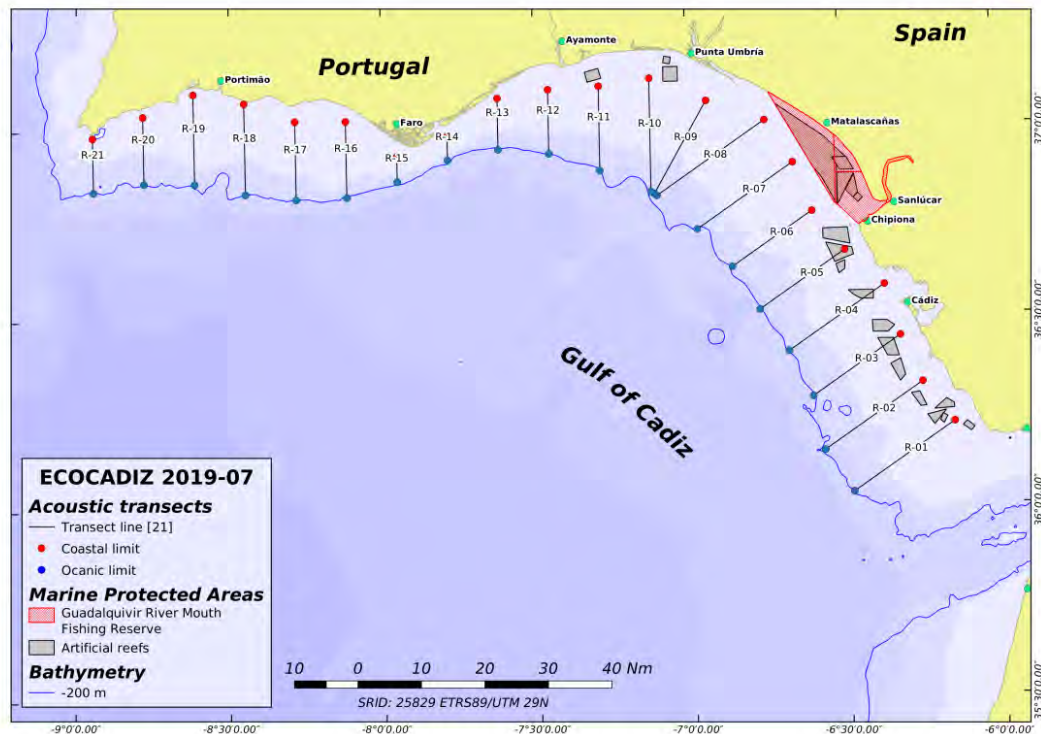 Spain
Portugal
Ayamonte
Punta Umbría
Portimão
Faro
Matalascañas
Sanlúcar
Chipiona
Cádiz
R-21
R-20
R-19
R-18
R-17
R-16
R-15
R-14
R-13
R-12
R-11
R-10
R-09
R-08
R-07
R-06
R-05
R-04
R-03
R-02
R-01
Gulf of Cadiz
37°0'0.00"
36°30'0.00"
36°0'0.00"
35°30'0.00"
ECOCADIZ 2019-07
Acoustic transects
Transect line [21]
Coastal limit
Ocanic limit
Marine Protected Areas
Guadalquivir River Mouth
Fishing Reserve
Artificial reefs
Bathymetry
-200 m
10 0 10 20 30 40 Nm
SRID: 25829 ETRS89/UTM 29N
-9°0'0.00" -8°30'0.00" -8°0'0.00" -7°30'0.00" -7°0'0.00" -6°30'0.00" -6°0'0.00"